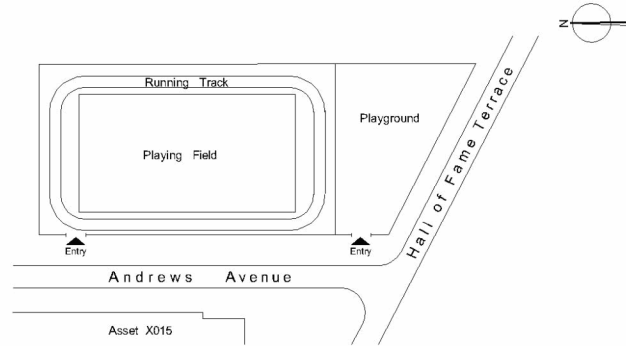 N
Running Track
Playground
Playing Field
Hall of Fame Terrace
Entry
Entry
Andrews Avenue
Asset X015